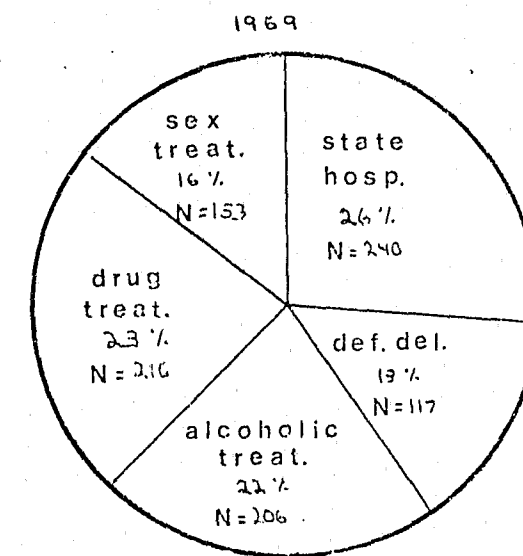 1969
sex
treat.
16 %
N=153
state
hosp.
26 %
N=240
drug
treat.
23 %
N=216
def. del.
13 %
N=117
alcoholic
treat.
22 %
N=206